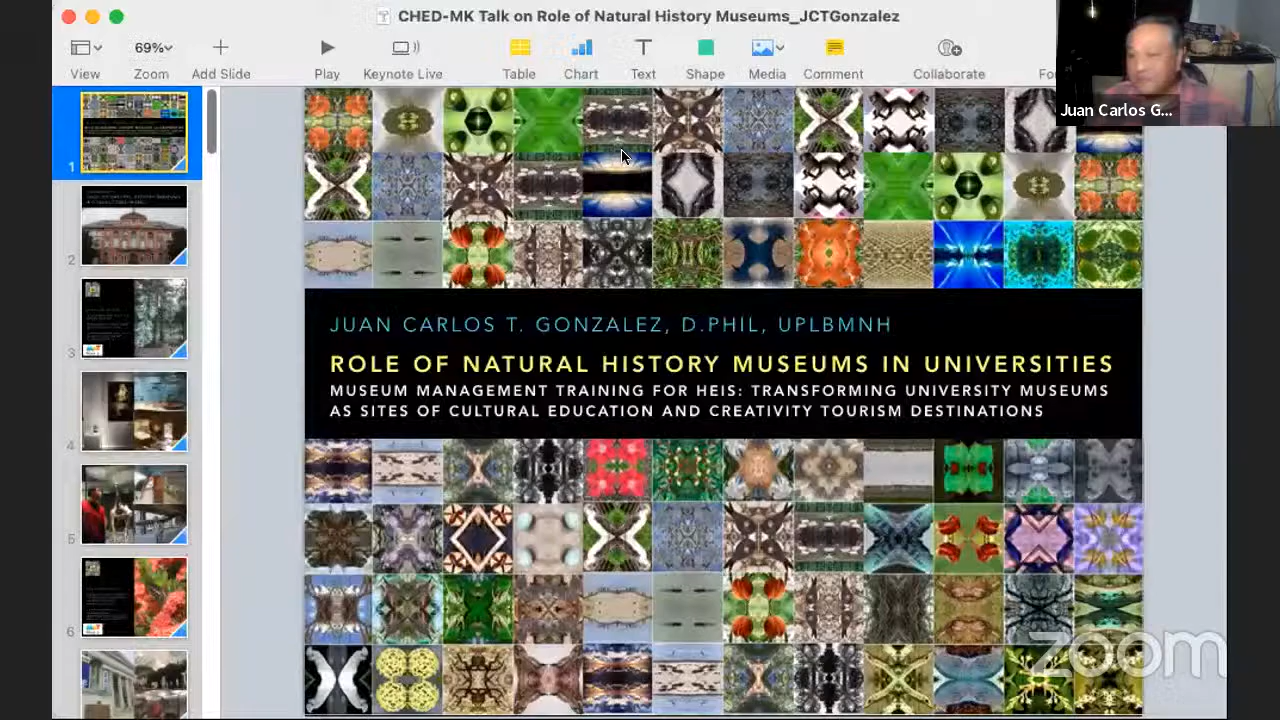 CHED-MK Talk on Role of Natural History Museums_JCTGonzalez
69%
View
Zoom
Add Slide
Play
Keynote Live
Table
Chart
Text
Shape
Media
Comment
Collaborate
Juan Carlos G...
1
2
3
4
5
6
JUAN CARLOS T. GONZALEZ, D.PHIL, UPLBMNH
ROLE OF NATURAL HISTORY MUSEUMS IN UNIVERSITIES
MUSEUM MANAGEMENT TRAINING FOR HEIS: TRANSFORMING UNIVERSITY MUSEUMS
AS SITES OF CULTURAL EDUCATION AND CREATIVITY TOURISM DESTINATIONS
zoom